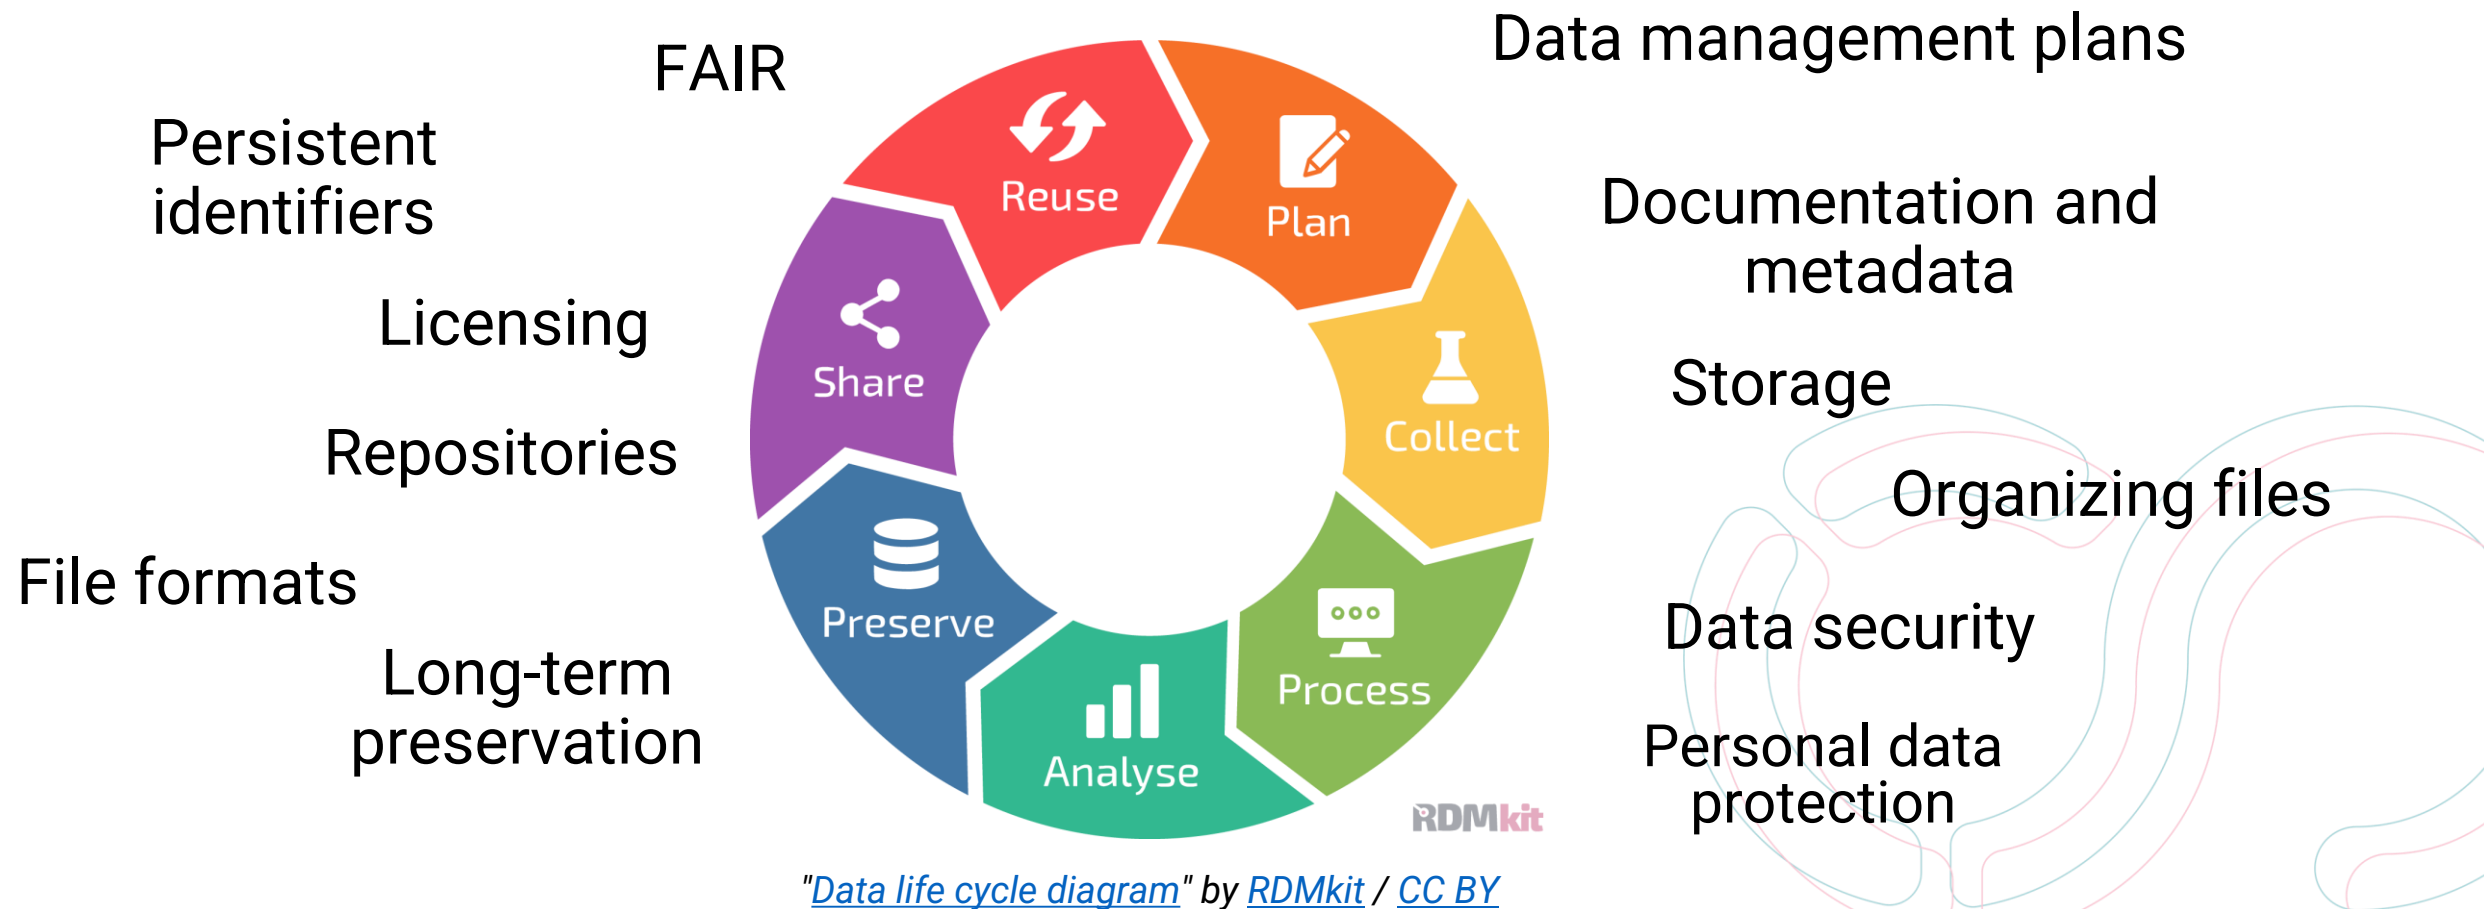 FAIR
Persistent
identifiers
Licensing
Repositories
File formats
Long-term
preservation
Reuse
Plan
Share
Collect
Preserve
Process
Analyse
RDMkit
Data management plans
Documentation and
metadata
Storage
Organizing files
Data security
Personal data
protection
"Data life cycle diagram" by RDMkit / CC BY